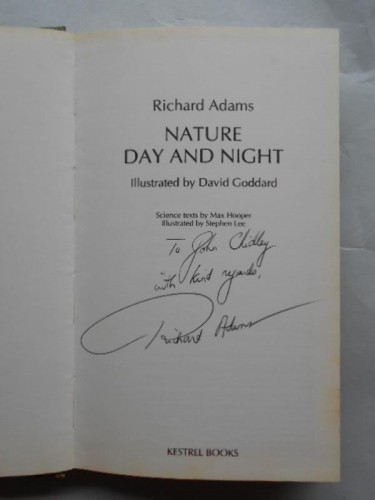 Richard Adams
NATURE
DAY AND NIGHT
Illustrated by David Goddard
Science texts by Max Hooper
Illustrated by Stephen Lee
To John Chidley
with kind regards,
Richard Adams
KESTREL BOOKS